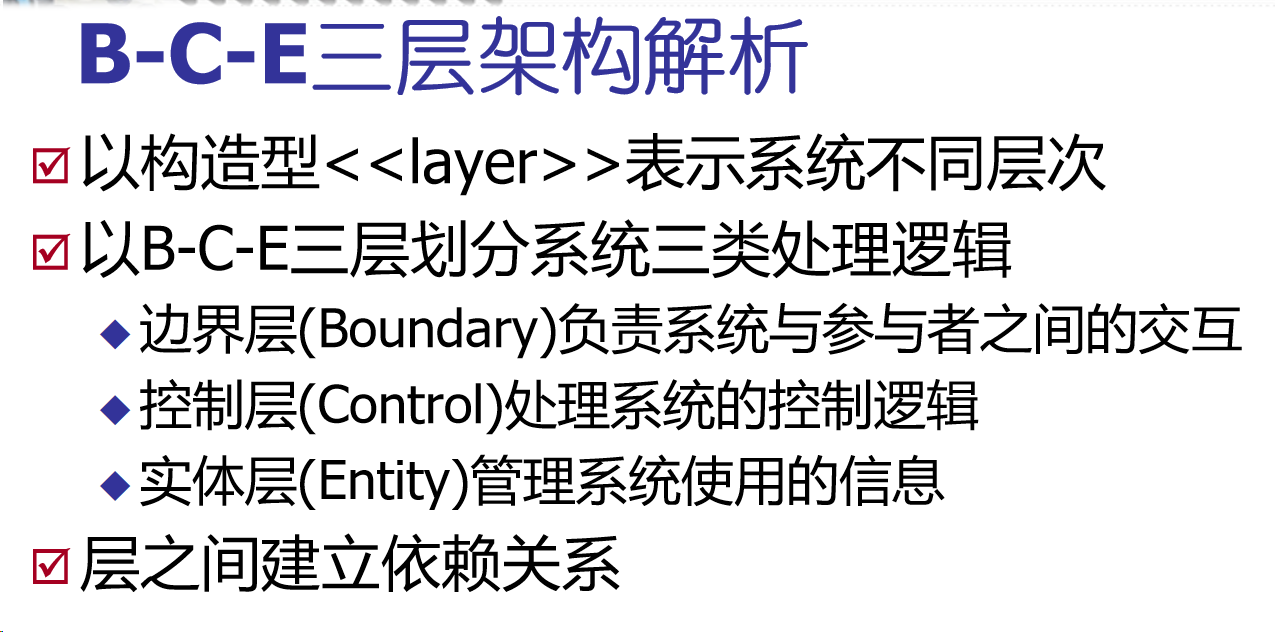 B-C-E三层架构解析
以构造型<<layer>>表示系统不同层次
以B-C-E三层划分系统三类处理逻辑
边界层(Boundary)负责系统与参与者之间的交互
控制层(Control)处理系统的控制逻辑
实体层(Entity)管理系统使用的信息
层之间建立依赖关系